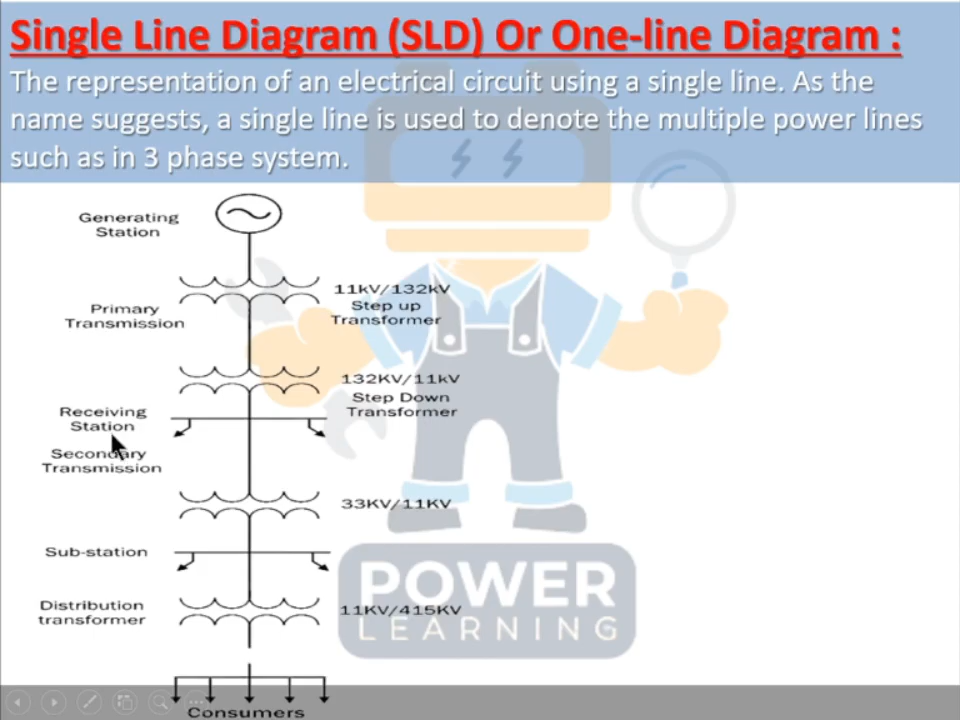 Single Line Diagram (SLD) Or One-line Diagram :
The representation of an electrical circuit using a single line. As the
name suggests, a single line is used to denote the multiple power lines
such as in 3 phase system.
Generating
Station
11kV/132kV
Step up
Transformer
Primary
Transmission
132KV/11kV
Step Down
Transformer
Receiving
Station
Secondary
Transmission
33KV/11KV
Sub-station
Distribution
transformer
11KV/415KV
POWER
LEARNING
Consumers